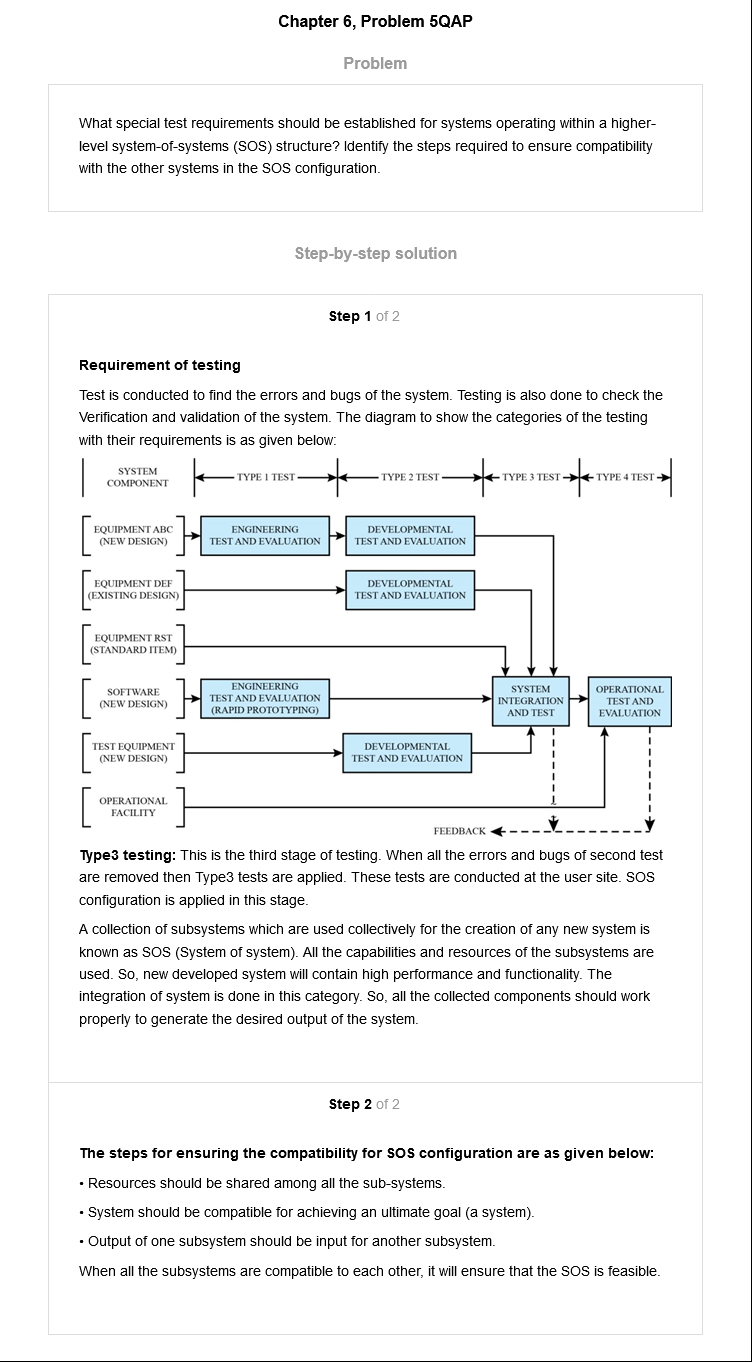 Chapter 6, Problem 5QAP
Problem
What special test requirements should be established for systems operating within a higher-
level system-of-systems (SOS) structure? Identify the steps required to ensure compatibility
with the other systems in the SOS configuration.
Step-by-step solution
Step 1 of 2
Requirement of testing
Test is conducted to find the errors and bugs of the system. Testing is also done to check the
Verification and validation of the system. The diagram to show the categories of the testing
with their requirements is as given below:
SYSTEM
COMPONENT
TYPE 1 TEST
TYPE 2 TEST
TYPE 3 TEST
TYPE 4 TEST
EQUIPMENT ABC
(NEW DESIGN)
ENGINEERING
TEST AND EVALUATION
DEVELOPMENTAL
TEST AND EVALUATION
EQUIPMENT DEF
(EXISTING DESIGN)
DEVELOPMENTAL
TEST AND EVALUATION
EQUIPMENT RST
(STANDARD ITEM)
SOFTWARE
(NEW DESIGN)
ENGINEERING
TEST AND EVALUATION
(RAPID PROTOTYPING)
SYSTEM
INTEGRATION
AND TEST
OPERATIONAL
TEST AND
EVALUATION
TEST EQUIPMENT
(NEW DESIGN)
DEVELOPMENTAL
TEST AND EVALUATION
OPERATIONAL
FACILITY
FEEDBACK
Type3 testing: This is the third stage of testing. When all the errors and bugs of second test
are removed then Type3 tests are applied. These tests are conducted at the user site. SOS
configuration is applied in this stage.
A collection of subsystems which are used collectively for the creation of any new system is
known as SOS (System of system). All the capabilities and resources of the subsystems are
used. So, new developed system will contain high performance and functionality. The
integration of system is done in this category. So, all the collected components should work
properly to generate the desired output of the system.
Step 2 of 2
The steps for ensuring the compatibility for SOS configuration are as given below:
• Resources should be shared among all the sub-systems.
• System should be compatible for achieving an ultimate goal (a system).
• Output of one subsystem should be input for another subsystem.
When all the subsystems are compatible to each other, it will ensure that the SOS is feasible.